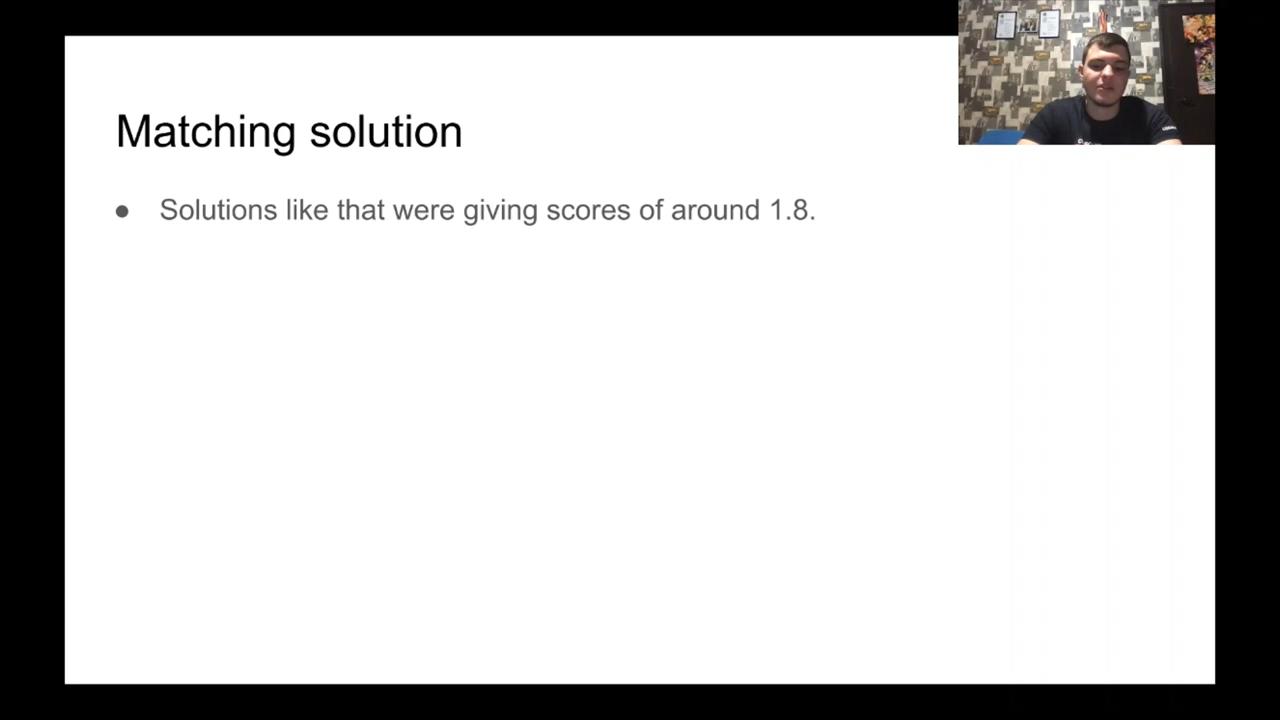 Matching solution
● Solutions like that were giving scores of around 1.8.